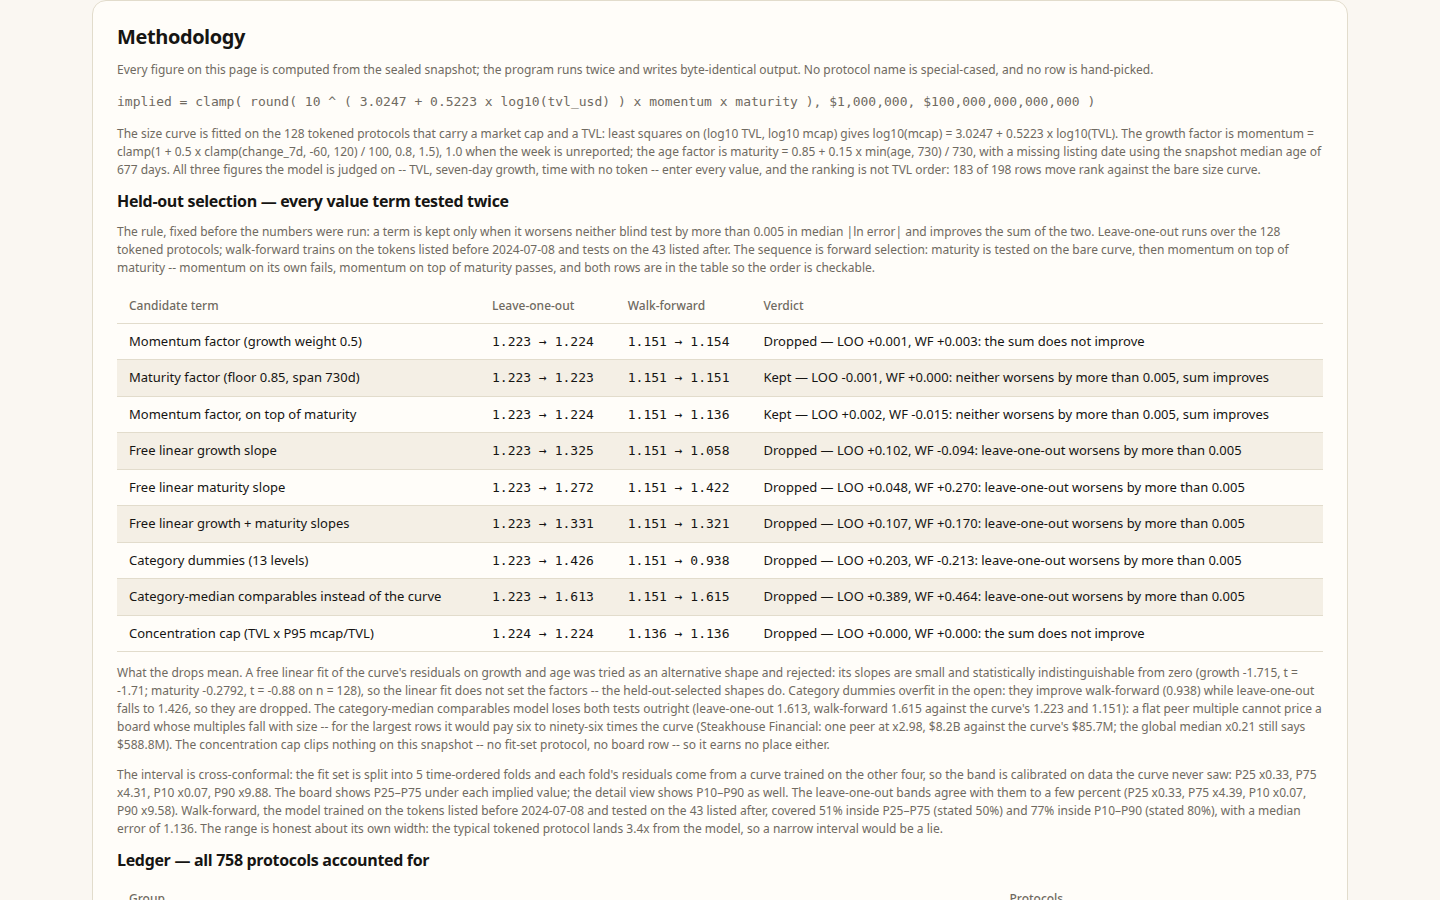 Methodology
Every figure on this page is computed from the sealed snapshot; the program runs twice and writes byte-identical output. No protocol name is special-cased, and no row is hand-picked.
implied = clamp( round( 10 ^ ( 3.0247 + 0.5223 x log10(tvl_usd) ) x momentum x maturity ), $1,000,000, $100,000,000,000,000 )
The size curve is fitted on the 128 tokened protocols that carry a market cap and a TVL: least squares on (log10 TVL, log10 mcap) gives log10(mcap) = 3.0247 + 0.5223 x log10(TVL). The growth factor is momentum =
clamp(1 + 0.5 x clamp(change_7d, -60, 120) / 100, 0.8, 1.5), 1.0 when the week is unreported; the age factor is maturity = 0.85 + 0.15 x min(age, 730) / 730, with a missing listing date using the snapshot median age of
677 days. All three figures the model is judged on -- TVL, seven-day growth, time with no token -- enter every value, and the ranking is not TVL order: 183 of 198 rows move rank against the bare size curve.
Held-out selection — every value term tested twice
The rule, fixed before the numbers were run: a term is kept only when it worsens neither blind test by more than 0.005 in median |ln error| and improves the sum of the two. Leave-one-out runs over the 128
tokened protocols; walk-forward trains on the tokens listed before 2024-07-08 and tests on the 43 listed after. The sequence is forward selection: maturity is tested on the bare curve, then momentum on top of
maturity -- momentum on its own fails, momentum on top of maturity passes, and both rows are in the table so the order is checkable.
Candidate term Leave-one-out Walk-forward Verdict
Momentum factor (growth weight 0.5) 1.223 → 1.224 1.151 → 1.154 Dropped — LOO +0.001, WF +0.003: the sum does not improve
Maturity factor (floor 0.85, span 730d) 1.223 → 1.223 1.151 → 1.151 Kept — LOO -0.001, WF +0.000: neither worsens by more than 0.005, sum improves
Momentum factor, on top of maturity 1.223 → 1.224 1.151 → 1.136 Kept — LOO +0.002, WF -0.015: neither worsens by more than 0.005, sum improves
Free linear growth slope 1.223 → 1.325 1.151 → 1.058 Dropped — LOO +0.102, WF -0.094: leave-one-out worsens by more than 0.005
Free linear maturity slope 1.223 → 1.272 1.151 → 1.422 Dropped — LOO +0.048, WF +0.270: leave-one-out worsens by more than 0.005
Free linear growth + maturity slopes 1.223 → 1.331 1.151 → 1.321 Dropped — LOO +0.107, WF +0.170: leave-one-out worsens by more than 0.005
Category dummies (13 levels) 1.223 → 1.426 1.151 → 0.938 Dropped — LOO +0.203, WF -0.213: leave-one-out worsens by more than 0.005
Category-median comparables instead of the curve 1.223 → 1.613 1.151 → 1.615 Dropped — LOO +0.389, WF +0.464: leave-one-out worsens by more than 0.005
Concentration cap (TVL x P95 mcap/TVL) 1.224 → 1.224 1.136 → 1.136 Dropped — LOO +0.000, WF +0.000: the sum does not improve
What the drops mean. A free linear fit of the curve's residuals on growth and age was tried as an alternative shape and rejected: its slopes are small and statistically indistinguishable from zero (growth -1.715, t =
-1.71; maturity -0.2792, t = -0.88 on n = 128), so the linear fit does not set the factors -- the held-out-selected shapes do. Category dummies overfit in the open: they improve walk-forward (0.938) while leave-one-out
falls to 1.426, so they are dropped. The category-median comparables model loses both tests outright (leave-one-out 1.613, walk-forward 1.615 against the curve's 1.223 and 1.151): a flat peer multiple cannot price a
board whose multiples fall with size -- for the largest rows it would pay six to ninety-six times the curve (Steakhouse Financial: one peer at x2.98, $8.2B against the curve's $85.7M; the global median x0.21 still says
$588.8M). The concentration cap clips nothing on this snapshot -- no fit-set protocol, no board row -- so it earns no place either.
The interval is cross-conformal: the fit set is split into 5 time-ordered folds and each fold's residuals come from a curve trained on the other four, so the band is calibrated on data the curve never saw: P25 x0.33, P75
x4.31, P10 x0.07, P90 x9.88. The board shows P25–P75 under each implied value; the detail view shows P10–P90 as well. The leave-one-out bands agree with them to a few percent (P25 x0.33, P75 x4.39, P10 x0.07,
P90 x9.58). Walk-forward, the model trained on the tokens listed before 2024-07-08 and tested on the 43 listed after, covered 51% inside P25–P75 (stated 50%) and 77% inside P10–P90 (stated 80%), with a median
error of 1.136. The range is honest about its own width: the typical tokened protocol lands 3.4x from the model, so a narrow interval would be a lie.
Ledger — all 758 protocols accounted for
Group Protocols